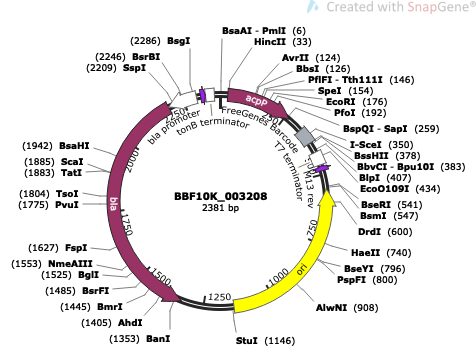 Created with SnapGene®
BsaAI - PmlI (6)
HincII (33)
AvrII (124)
BbsI (126)
PflFI - Tth111I (146)
SpeI (154)
EcoRI (176)
PfoI (192)
BspQI - SapI (259)
I-SceI (350)
BssHII (378)
BbvCI - Bpu10I (383)
BlpI (407)
EcoO109I (434)
BseRI (541)
BsmI (547)
DrdI (600)
HaeII (740)
BseYI (796)
PspFI (800)
AlwNI (908)
StuI (1146)
(1353) BanI
(1405) AhdI
(1445) BmrI
(1485) BsrFI
(1525) BglI
(1553) NmeAIII
(1627) FspI
(1775) PvuI
(1804) TsoI
(1883) TatI
(1885) ScaI
(1942) BsaHI
(2209) SspI
(2246) BsrBI
(2286) BsgI
bla promoter
tonB terminator
acpP
FreeGenes barcode
T7 terminator
M13 rev
ori
bla
750
1000
1250
1500
1750
2000
BBF10K_003208
2381 bp